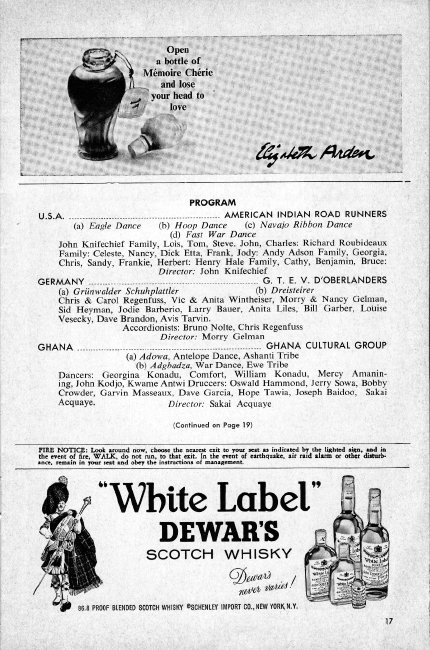 Open
a bottle of
Mémoire Chérie
and lose
your head to
love
Elizabeth Arden
PROGRAM
U.S.A. ........................ AMERICAN INDIAN ROAD RUNNERS
(a) Eagle Dance (b) Hoop Dance (c) Navajo Ribbon Dance
(d) Fast War Dance
John Knifechief Family, Lois, Tom, Steve, John, Charles: Richard Roubideaux
Family: Celeste, Nancy, Dick Etta, Frank, Jody: Andy Adson Family, Georgia,
Chris, Sandy, Frankie, Herbert: Henry Hale Family, Cathy, Benjamin, Bruce:
Director: John Knifechief
GERMANY ........................ G. T. E. V. D'OBERLANDERS
(a) Grünwelder Schuhplattler (b) Dreisteirer
Chris & Carol Regenfuss, Vic & Anita Wintheiser, Morry & Nancy Gelman,
Sid Heyman, Jodie Barberio, Larry Bauer, Anita Liles, Bill Garber, Louise
Vesecky, Dave Brandon, Avis Tarvin.
Accordionists: Bruno Nolte, Chris Regenfuss
Director: Morry Gelman
GHANA ........................ GHANA CULTURAL GROUP
(a) Adowa, Antelope Dance, Ashanti Tribe
(b) Adgbadza, War Dance, Ewe Tribe
Dancers: Georgina Konadu, Comfort, William Konadu, Mercy Amanin-
ing, John Kodjo, Kwame Antwi Druccers: Oswald Hammond, Jerry Sowa, Bobby
Crowder, Garvin Masseaux, Dave Garcia, Hope Tawia, Joseph Baidoo, Sakai
Acquaye. Director: Sakai Acquaye
(Continued on Page 19)
FIRE NOTICE: Look around now, choose the nearest exit to your seat as indicated by the lighted sign, and in
the event of fire, WALK, do not run, to that exit. In the event of earthquake, air raid alarm or other disturb-
ance, remain in your seat and obey the instructions of management.
"White Label"
DEWAR'S
SCOTCH WHISKY
Dewar's
never varies!
86.8 PROOF BLENDED SCOTCH WHISKY ©SCHENLEY IMPORT CO., NEW YORK, N.Y.
White Label
17